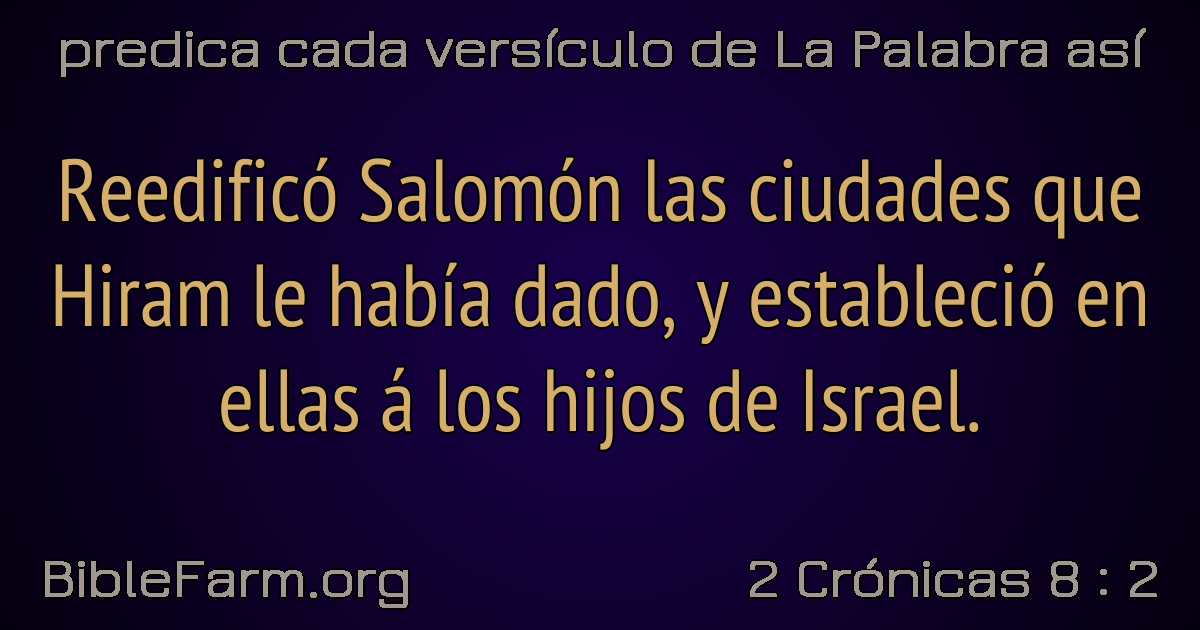 predica cada versículo de La Palabra así
Reedificó Salomón las ciudades que
Hiram le había dado, y estableció en
ellas á los hijos de Israel.
BibleFarm.org
2 Crónicas 8 : 2